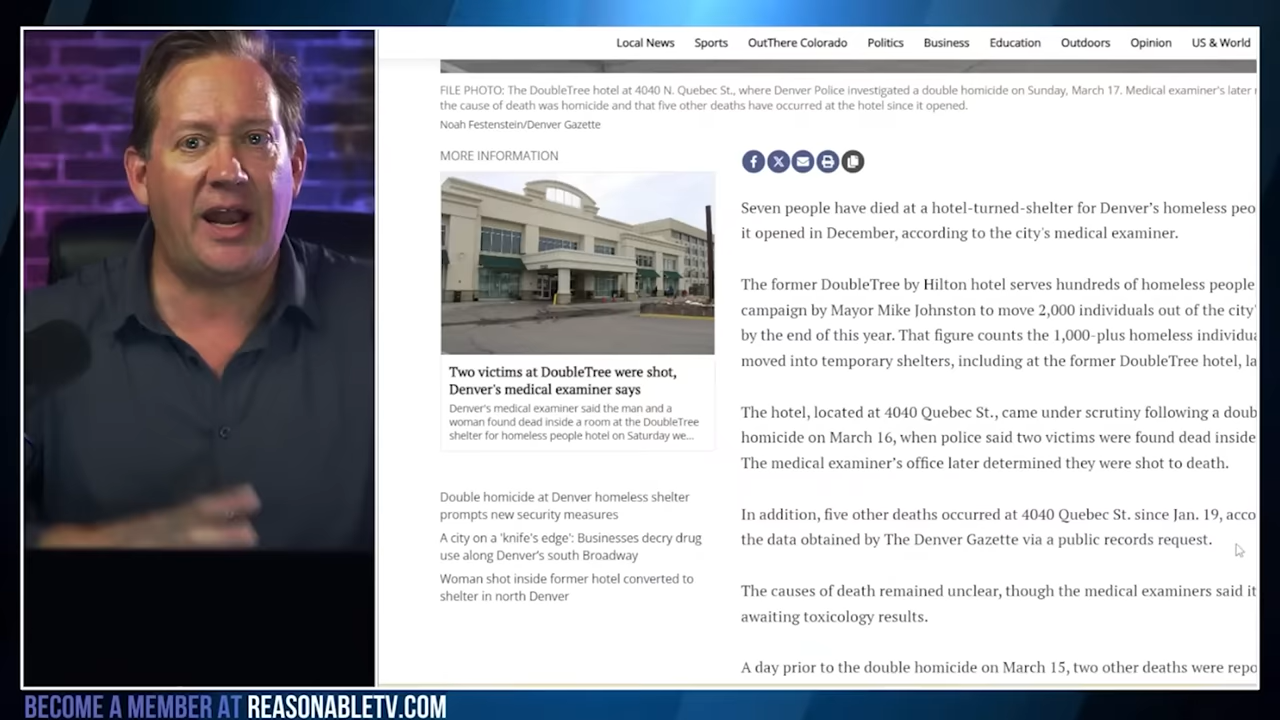 Local News Sports OutThere Colorado Politics Business Education Outdoors Opinion US & World
FILE PHOTO: The DoubleTree hotel at 4040 N. Quebec St., where Denver Police investigated a double homicide on Sunday, March 17. Medical examiner's later
the cause of death was homicide and that five other deaths have occurred at the hotel since it opened.
Noah Festenstein/Denver Gazette
MORE INFORMATION
Two victims at DoubleTree were shot,
Denver's medical examiner says
Denver's medical examiner said the man and a
woman found dead inside a room at the DoubleTree
shelter for homeless people hotel on Saturday we...
Double homicide at Denver homeless shelter
prompts new security measures
A city on a 'knife's edge': Businesses decry drug
use along Denver's south Broadway
Woman shot inside former hotel converted to
shelter in north Denver
Seven people have died at a hotel-turned-shelter for Denver’s homeless peo
it opened in December, according to the city's medical examiner.
The former DoubleTree by Hilton hotel serves hundreds of homeless people
campaign by Mayor Mike Johnston to move 2,000 individuals out of the city'
by the end of this year. That figure counts the 1,000-plus homeless individua
moved into temporary shelters, including at the former DoubleTree hotel, la
The hotel, located at 4040 Quebec St., came under scrutiny following a doub
homicide on March 16, when police said two victims were found dead inside
The medical examiner’s office later determined they were shot to death.
In addition, five other deaths occurred at 4040 Quebec St. since Jan. 19, acco
the data obtained by The Denver Gazette via a public records request.
The causes of death remained unclear, though the medical examiners said it
awaiting toxicology results.
A day prior to the double homicide on March 15, two other deaths were repo
BECOME A MEMBER AT REASONABLETV.COM